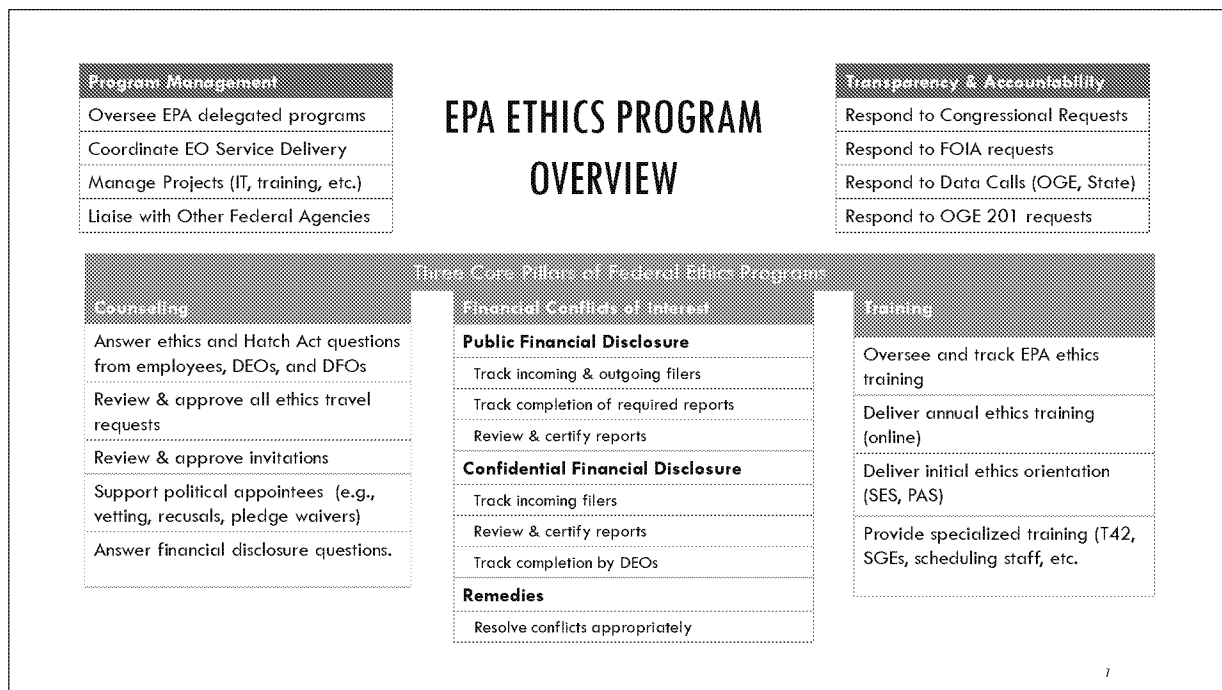 Program Management
Oversee EPA delegated programs
Coordinate EO Service Delivery
Manage Projects (IT, training, etc.)
Liaise with Other Federal Agencies
EPA ETHICS PROGRAM
OVERVIEW
Transparency & Accountability
Respond to Congressional Requests
Respond to FOIA requests
Respond to Data Calls (OGE, State)
Respond to OGE 201 requests
Three Core Pillars of Federal Ethics Programs
Counseling
Answer ethics and Hatch Act questions
from employees, DEOs, and DFOs
Review & approve all ethics travel
requests
Review & approve invitations
Support political appointees (e.g.,
vetting, recusals, pledge waivers)
Answer financial disclosure questions.
Financial Conflicts of Interest
Public Financial Disclosure
Track incoming & outgoing filers
Track completion of required reports
Review & certify reports
Confidential Financial Disclosure
Track incoming filers
Review & certify reports
Track completion by DEOs
Remedies
Resolve conflicts appropriately
Training
Oversee and track EPA ethics
training
Deliver annual ethics training
(online)
Deliver initial ethics orientation
(SES, PAS)
Provide specialized training (T42,
SGEs, scheduling staff, etc.